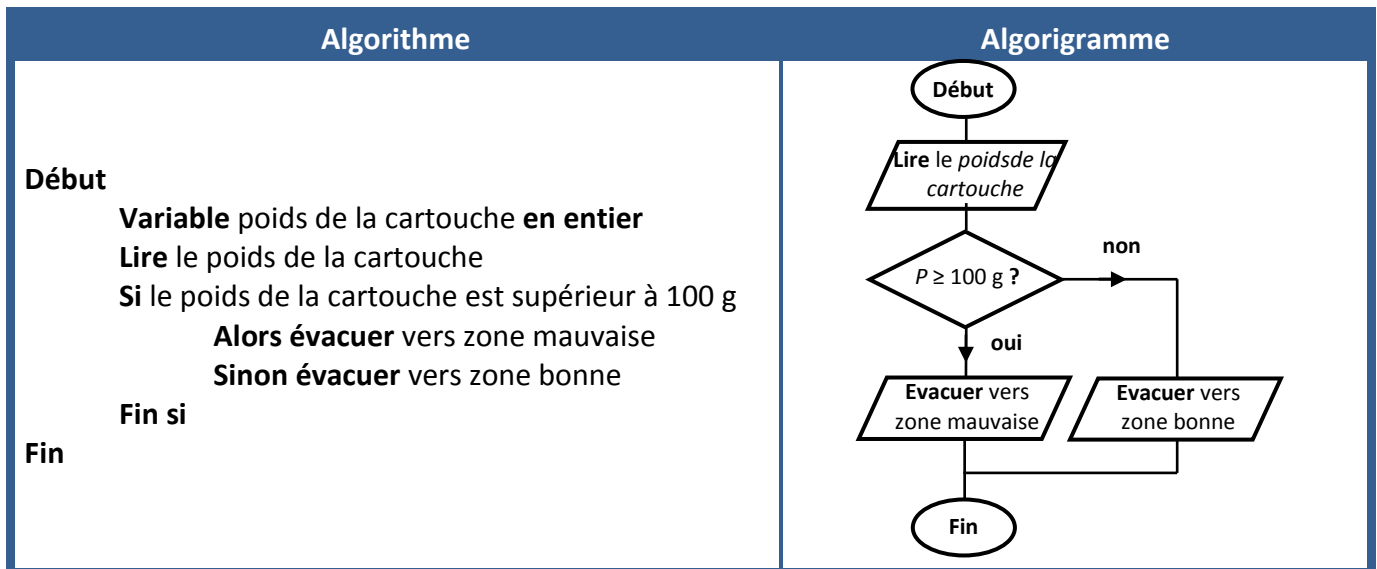 Algorithme
Début
Variable poids de la cartouche en entier
Lire le poids de la cartouche
Si le poids de la cartouche est supérieur à 100 g
Alors évacuer vers zone mauvaise
Sinon évacuer vers zone bonne
Fin si
Fin
Algorigramme
Début
Lire le poidsde la
cartouche
P ≥ 100 g ?
non
oui
Evacuer vers
zone mauvaise
Evacuer vers
zone bonne
Fin